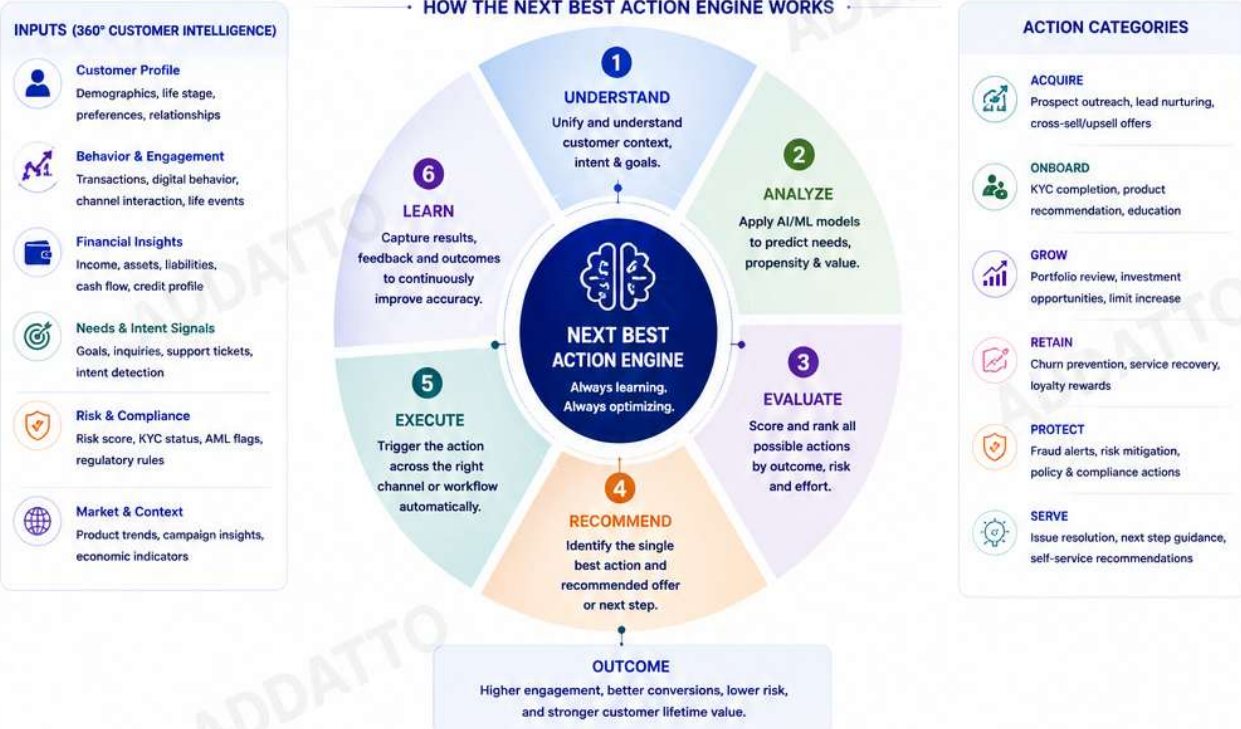 HOW THE NEXT BEST ACTION ENGINE WORKS
INPUTS (360° CUSTOMER INTELLIGENCE)
Customer Profile
Demographics, life stage,
preferences, relationships
Behavior & Engagement
Transactions, digital behavior,
channel interaction, life events
Financial Insights
Income, assets, liabilities,
cash flow, credit profile
Needs & Intent Signals
Goals, inquiries, support tickets,
intent detection
Risk & Compliance
Risk score, KYC status, AML flags,
regulatory rules
Market & Context
Product trends, campaign insights,
economic indicators
1
UNDERSTAND
Unify and understand
customer context,
intent & goals.
2
ANALYZE
Apply AI/ML models
to predict needs,
propensity & value.
3
EVALUATE
Score and rank all
possible actions
by outcome, risk
and effort.
4
RECOMMEND
Identify the single
best action and
recommended offer
or next step.
5
EXECUTE
Trigger the action
across the right
channel or workflow
automatically.
6
LEARN
Capture results,
feedback and outcomes
to continuously
improve accuracy.
NEXT BEST
ACTION ENGINE
Always learning.
Always optimizing.
OUTCOME
Higher engagement, better conversions, lower risk,
and stronger customer lifetime value.
ACTION CATEGORIES
ACQUIRE
Prospect outreach, lead nurturing,
cross-sell/upsell offers
ONBOARD
KYC completion, product
recommendation, education
GROW
Portfolio review, investment
opportunities, limit increase
RETAIN
Churn prevention, service recovery,
loyalty rewards
PROTECT
Fraud alerts, risk mitigation,
policy & compliance actions
SERVE
Issue resolution, next step guidance,
self-service recommendations
ADDATTO
ADDATTO
ADDATTO